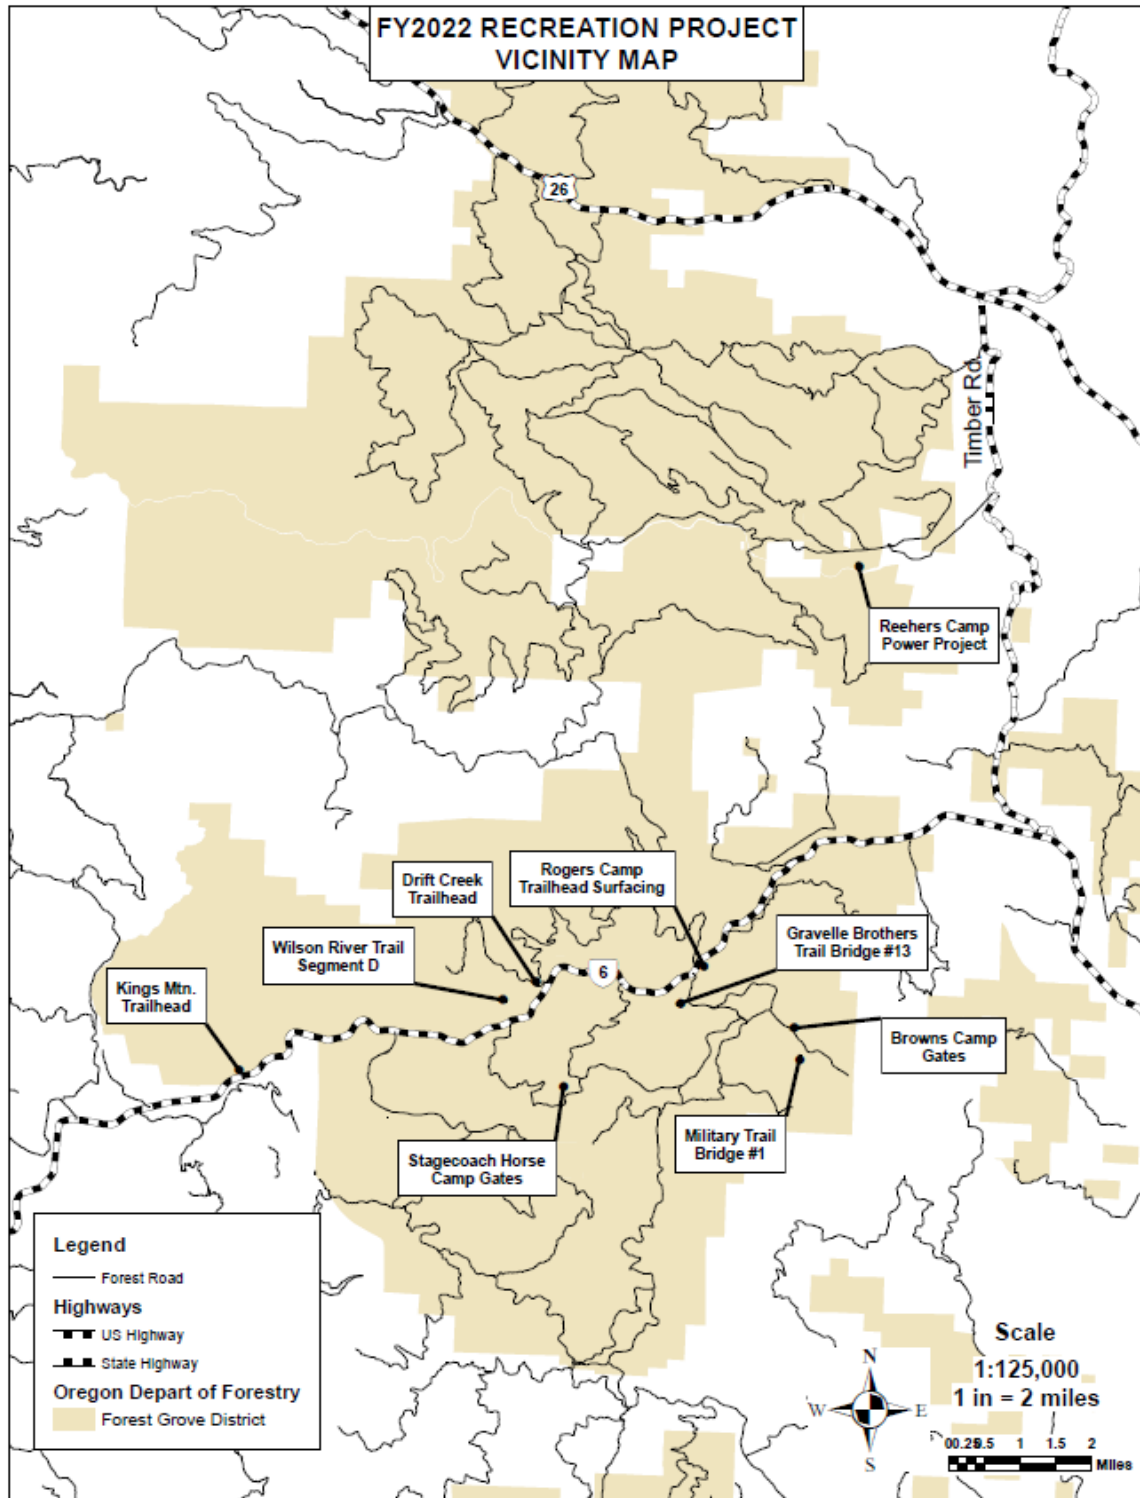 FY2022 RECREATION PROJECT
VICINITY MAP
26
Timber Rd
Reehers Camp
Power Project
Drift Creek
Trailhead
Rogers Camp
Trailhead Surfacing
Wilson River Trail
Segment D
Gravelle Brothers
Trail Bridge #13
6
Kings Mtn.
Trailhead
Browns Camp
Gates
Military Trail
Bridge #1
Stagecoach Horse
Camp Gates
Legend
Forest Road
Highways
US Highway
State Highway
Oregon Depart of Forestry
Forest Grove District
Scale
1:125,000
1 in = 2 miles
N
W E
S
00.250.5 1 1.5 2
Miles